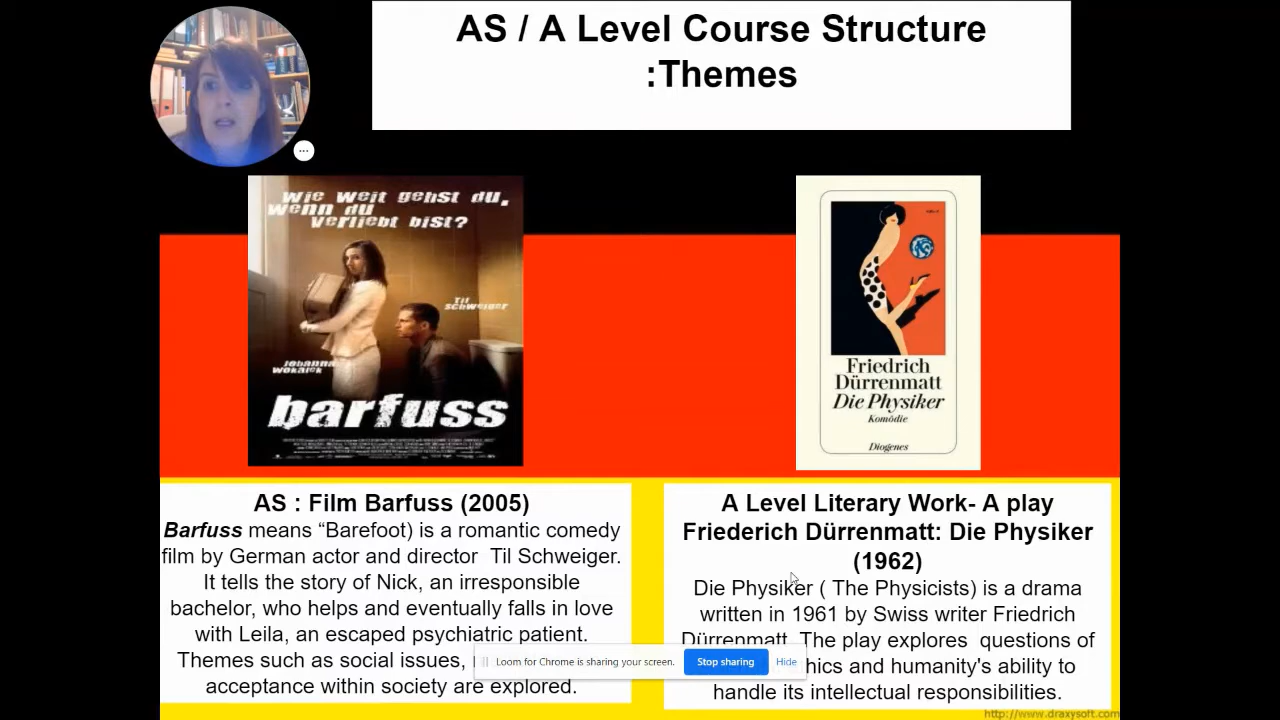 AS / A Level Course Structure
:Themes
...
Wie weit gehst du,
wenn du
verliebt bist?
Til
schweiger
Johanna
Wokalek
barfuss
Friedrich
Dürrenmatt
Die Physiker
Komödie
Diogenes
AS : Film Barfuss (2005)
Barfuss means “Barefoot) is a romantic comedy
film by German actor and director Til Schweiger.
It tells the story of Nick, an irresponsible
bachelor, who helps and eventually falls in love
with Leila, an escaped psychiatric patient.
Themes such as social issues,
acceptance within society are explored.
A Level Literary Work- A play
Friederich Dürrenmatt: Die Physiker
(1962)
Die Physiker ( The Physicists) is a drama
written in 1961 by Swiss writer Friedrich
Dürrenmatt. The play explores questions of
and humanity's ability to
handle its intellectual responsibilities.
Loom for Chrome is sharing your screen.
Stop sharing
Hide
http://www.draxysoft.com